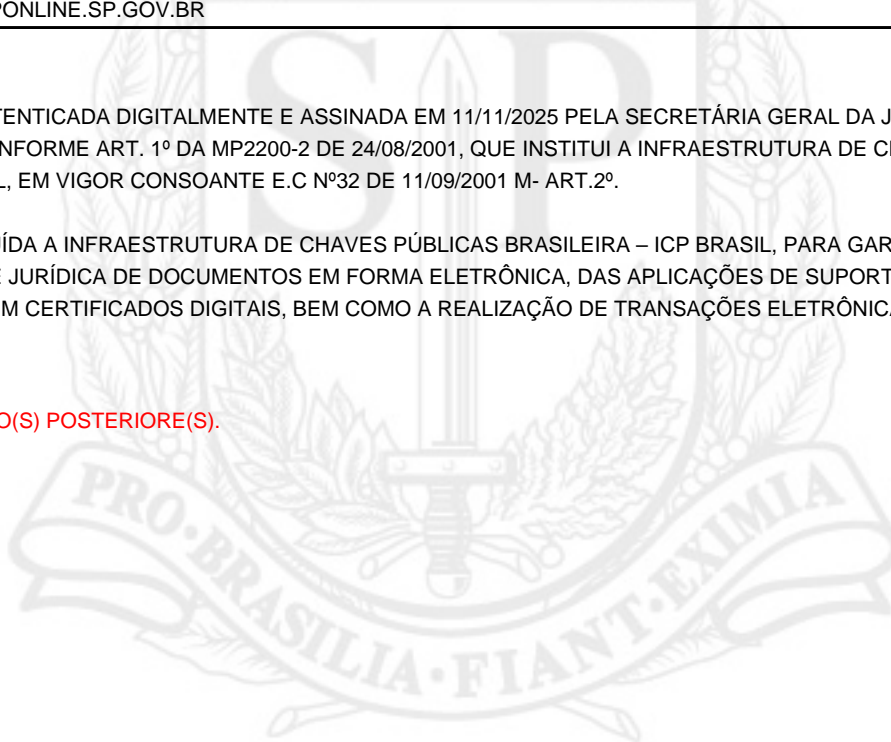 PONLINE.SP.GOV.BR
TENTICADA DIGITALMENTE E ASSINADA EM 11/11/2025 PELA SECRETÁRIA GERAL DA J
NFORME ART. 1º DA MP2200-2 DE 24/08/2001, QUE INSTITUI A INFRAESTRUTURA DE C
L, EM VIGOR CONSOANTE E.C Nº32 DE 11/09/2001 M- ART.2º.
ÍDA A INFRAESTRUTURA DE CHAVES PÚBLICAS BRASILEIRA – ICP BRASIL, PARA GAR
E JURÍDICA DE DOCUMENTOS EM FORMA ELETRÔNICA, DAS APLICAÇÕES DE SUPORT
M CERTIFICADOS DIGITAIS, BEM COMO A REALIZAÇÃO DE TRANSAÇÕES ELETRÔNICA
O(S) POSTERIORE(S).
SP
PRO·BRASILIA·FIANT·EXIMIA